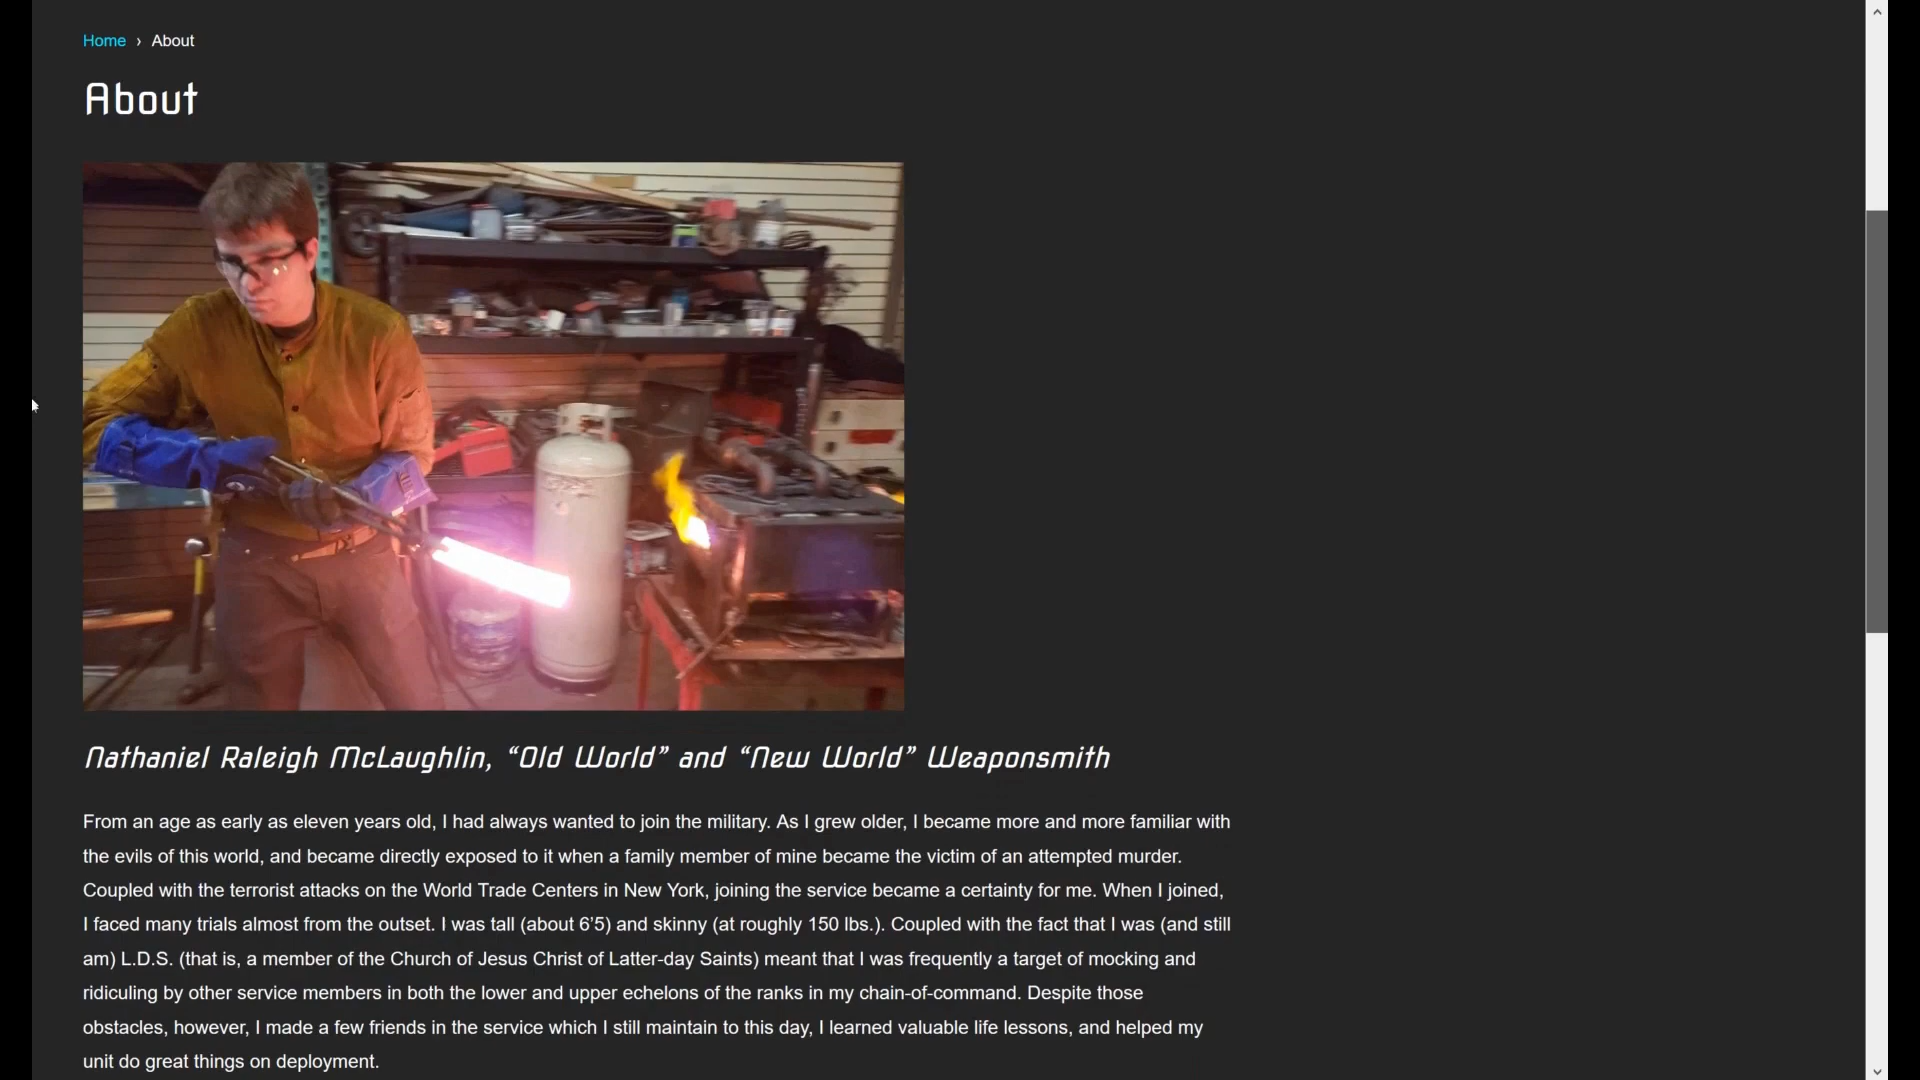 Home › About
About
Nathaniel Raleigh McLaughlin, “Old World” and “New World” Weaponsmith
From an age as early as eleven years old, I had always wanted to join the military. As I grew older, I became more and more familiar with
the evils of this world, and became directly exposed to it when a family member of mine became the victim of an attempted murder.
Coupled with the terrorist attacks on the World Trade Centers in New York, joining the service became a certainty for me. When I joined,
I faced many trials almost from the outset. I was tall (about 6’5) and skinny (at roughly 150 lbs.). Coupled with the fact that I was (and still
am) L.D.S. (that is, a member of the Church of Jesus Christ of Latter-day Saints) meant that I was frequently a target of mocking and
ridiculing by other service members in both the lower and upper echelons of the ranks in my chain-of-command. Despite those
obstacles, however, I made a few friends in the service which I still maintain to this day, I learned valuable life lessons, and helped my
unit do great things on deployment.